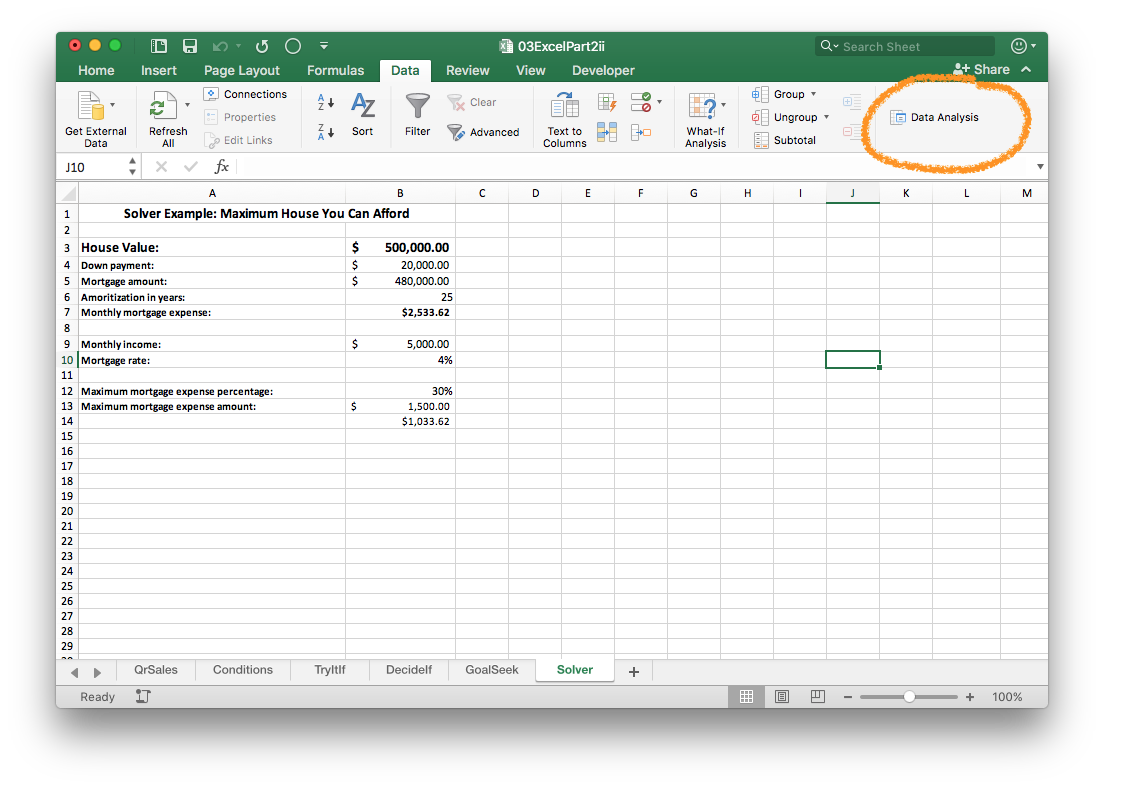 03ExcelPart2ii
Search Sheet
Home Insert Page Layout Formulas Data Review View Developer Share
Get External Data
Refresh All
Connections
Properties
Edit Links
A Z
Z A
AZ
Sort
Filter
Clear
Advanced
Text to Columns
What-If Analysis
Group
Ungroup
Subtotal
Data Analysis
J10 fx
A B C D E F G H I J K L M
1 Solver Example: Maximum House You Can Afford
2
3 House Value: $ 500,000.00
4 Down payment: $ 20,000.00
5 Mortgage amount: $ 480,000.00
6 Amoritization in years: 25
7 Monthly mortgage expense: $2,533.62
8
9 Monthly income: $ 5,000.00
10 Mortgage rate: 4%
11
12 Maximum mortgage expense percentage: 30%
13 Maximum mortgage expense amount: $ 1,500.00
14 $1,033.62
15
16
17
18
19
20
21
22
23
24
25
26
27
28
29
QrSales Conditions TryItIf DecideIf GoalSeek Solver +
Ready − + 100%